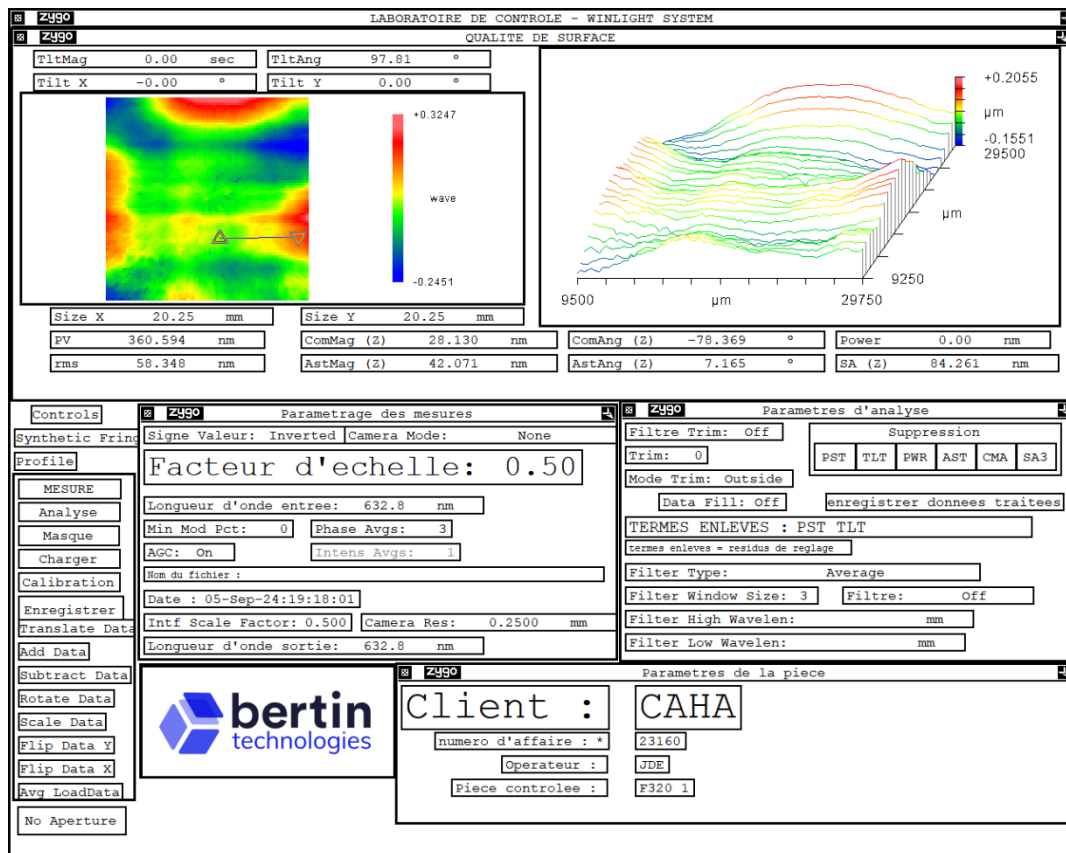 zygo LABORATOIRE DE CONTROLE - WINLIGHT SYSTEM
zygo QUALITE DE SURFACE
TltMag 0.00 sec TltAng 97.81 °
Tilt X -0.00 ° Tilt Y 0.00 °
+0.3247
wave
-0.2451
+0.2055
µm
-0.1551
29500
µm
9250
9500 µm 29750
Size X 20.25 mm Size Y 20.25 mm
PV 360.594 nm ComMag (Z) 28.130 nm ComAng (Z) -78.369 ° Power 0.00 nm
rms 58.348 nm AstMag (Z) 42.071 nm AstAng (Z) 7.165 ° SA (Z) 84.261 nm
Controls
Synthetic Fring
Profile
MESURE
Analyse
Masque
Charger
Calibration
Enregistrer
Translate Data
Add Data
Subtract Data
Rotate Data
Scale Data
Flip Data Y
Flip Data X
Avg LoadData
No Aperture
zygo Parametrage des mesures
Signe Valeur: Inverted Camera Mode: None
Facteur d'echelle: 0.50
Longueur d'onde entree: 632.8 nm
Min Mod Pct: 0 Phase Avgs: 3
AGC: On Intens Avgs: 1
Nom du fichier :
Date : 05-Sep-24:19:18:01
Intf Scale Factor: 0.500 Camera Res: 0.2500 mm
Longueur d'onde sortie: 632.8 nm
zygo Parametres d'analyse
Filtre Trim: Off
Trim: 0
Mode Trim: Outside
Suppression
PST TLT PWR AST CMA SA3
Data Fill: Off enregistrer donnees traitees
TERMES ENLEVES : PST TLT
termes enleves = residus de reglage
Filter Type: Average
Filter Window Size: 3 Filtre: Off
Filter High Wavelen: mm
Filter Low Wavelen: mm
bertin
technologies
zygo Parametres de la piece
Client : CAHA
numero d'affaire : * 23160
Operateur : JDE
Piece controlee : F320 1